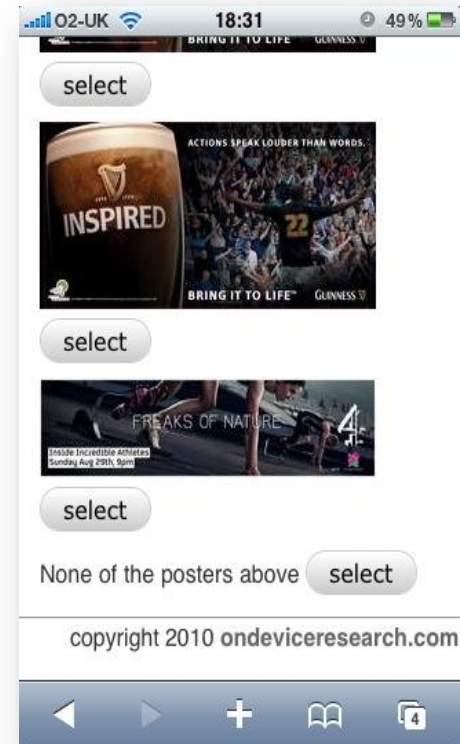 O2-UK 18:31 49%
BRING IT TO LIFE GUINNESS
select
ACTIONS SPEAK LOUDER THAN WORDS.
INSPIRED
22
BRING IT TO LIFE™ GUINNESS
select
FREAKS OF NATURE
4
Inside Incredible Athletes
Sunday Aug 29th, 9pm
select
None of the posters above select
copyright 2010 ondeviceresearch.com
4